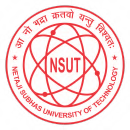 आ नो भद्राः क्रतवो यन्तु विश्वतः
NSUT
NETAJI SUBHAS UNIVERSITY OF TECHNOLOGY